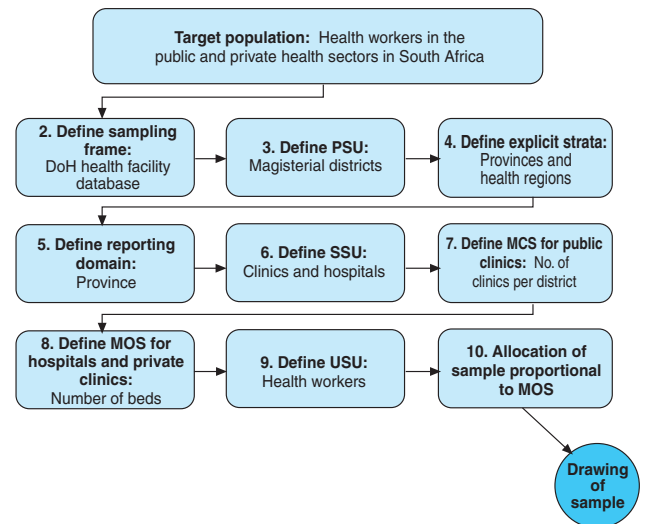 Target population: Health workers in the
public and private health sectors in South Africa
2. Define sampling
frame:
DoH health facility
database
3. Define PSU:
Magisterial districts
4. Define explicit strata:
Provinces and
health regions
5. Define reporting
domain:
Province
6. Define SSU:
Clinics and hospitals
7. Define MCS for public
clinics: No. of
clinics per district
8. Define MOS for
hospitals and private
clinics:
Number of beds
9. Define USU:
Health workers
10. Allocation of
sample proportional
to MOS
Drawing
of
sample